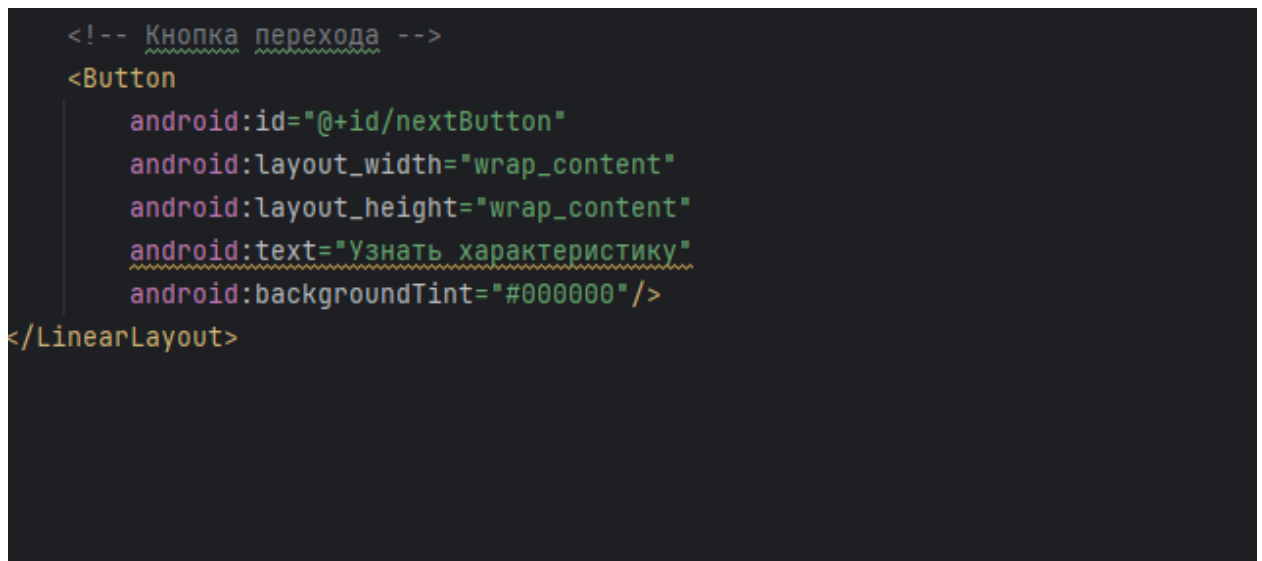 <!-- Кнопка перехода -->
<Button
android:id="@+id/nextButton"
android:layout_width="wrap_content"
android:layout_height="wrap_content"
android:text="Узнать характеристику"
android:backgroundTint="#000000"/>
</LinearLayout>